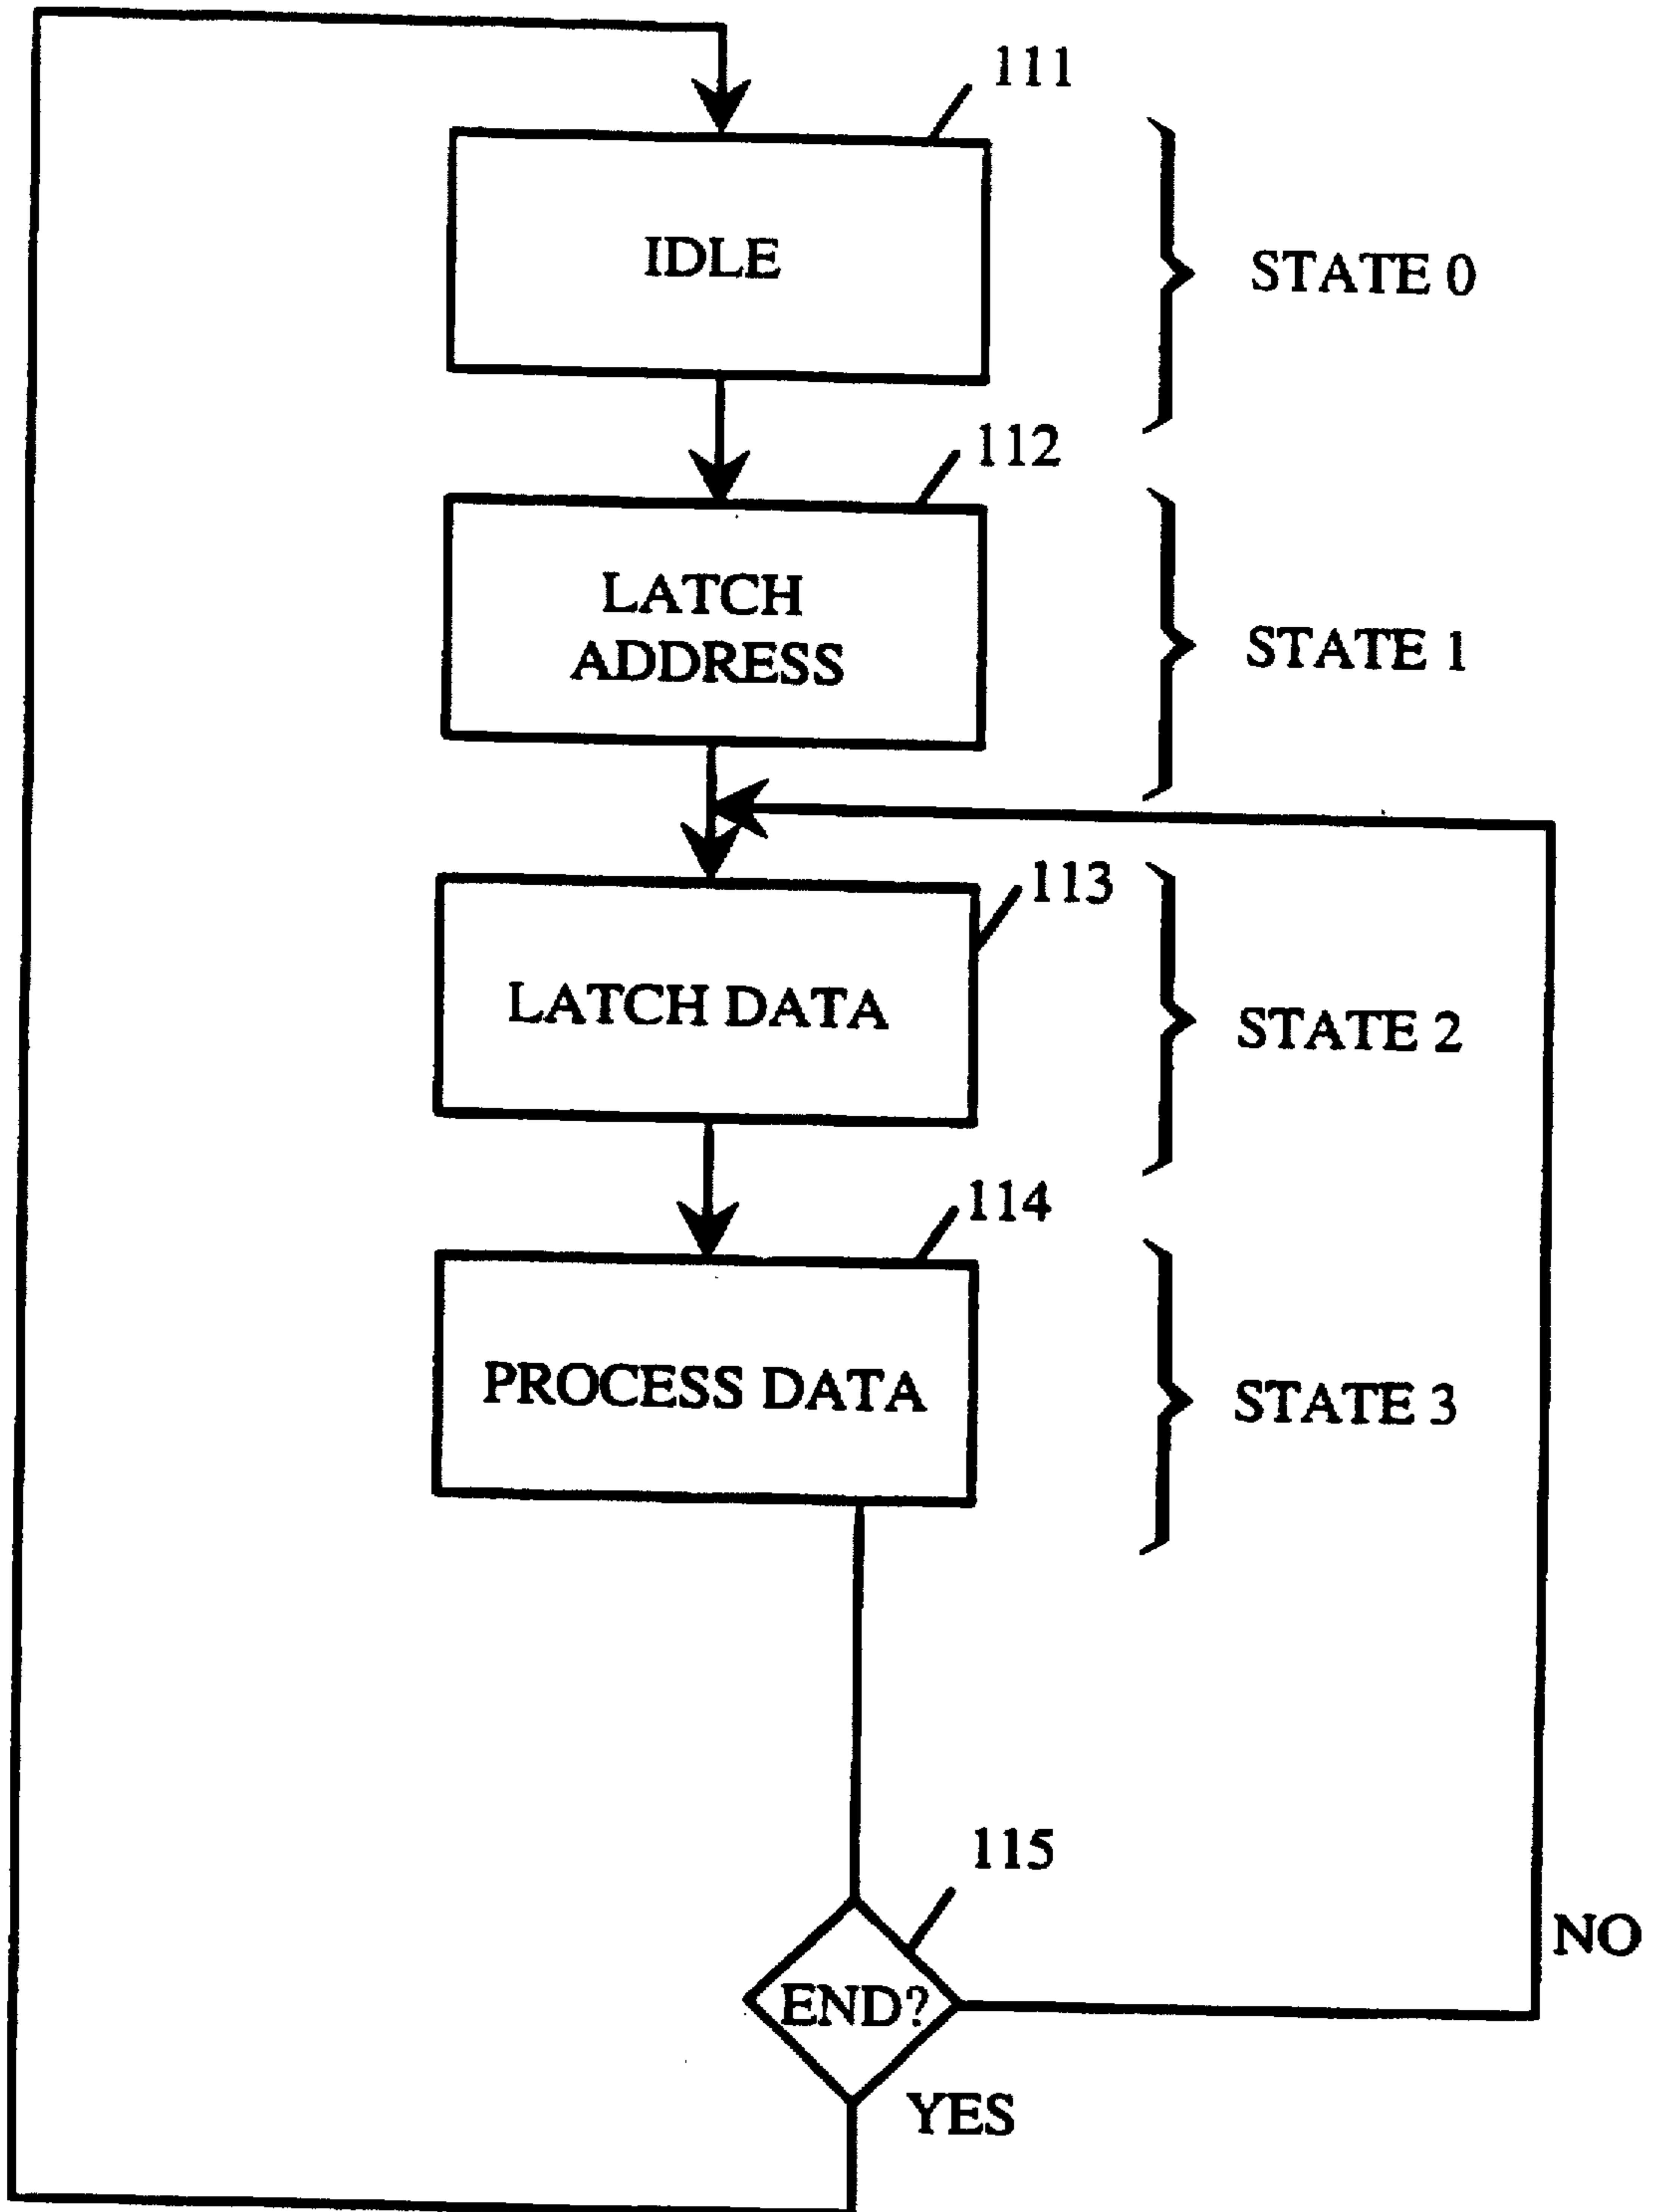 111
IDLE
STATE 0
112
LATCH
ADDRESS
STATE 1
113
LATCH DATA
STATE 2
114
PROCESS DATA
STATE 3
115
END?
NO
YES